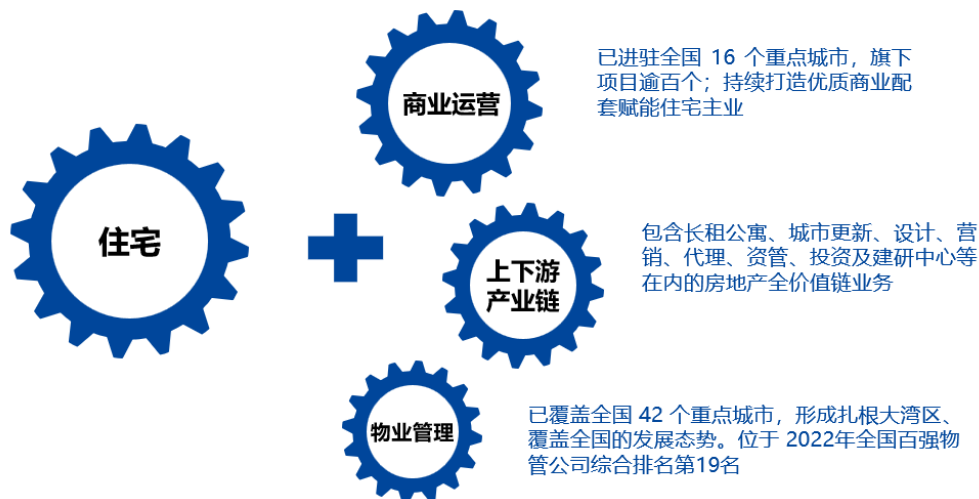 住宅
商业运营
已进驻全国 16 个重点城市，旗下
项目逾百个；持续打造优质商业配
套赋能住宅主业
上下游
产业链
包含长租公寓、城市更新、设计、营
销、代理、资管、投资及建研中心等
在内的房地产全价值链业务
物业管理
已覆盖全国 42 个重点城市，形成扎根大湾区、
覆盖全国的发展态势。位于 2022年全国百强物
管公司综合排名第19名